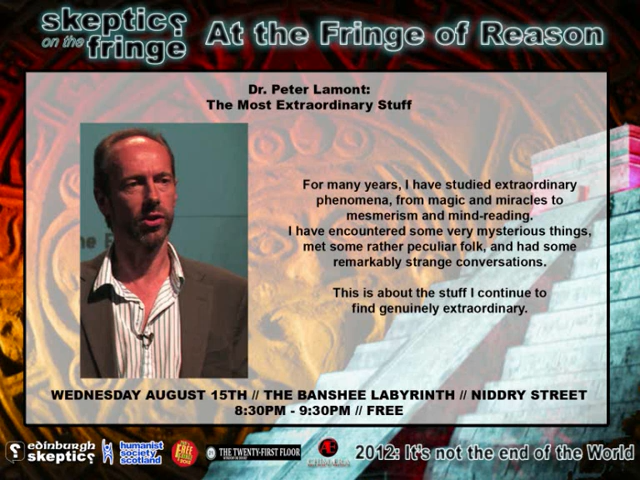 skeptics
on the fringe
At the Fringe of Reason
Dr. Peter Lamont:
The Most Extraordinary Stuff
For many years, I have studied extraordinary
phenomena, from magic and miracles to
mesmerism and mind-reading.
I have encountered some very mysterious things,
met some rather peculiar folk, and had some
remarkably strange conversations.
This is about the stuff I continue to
find genuinely extraordinary.
WEDNESDAY AUGUST 15TH // THE BANSHEE LABYRINTH // NIDDRY STREET
8:30PM - 9:30PM // FREE
edinburgh
skeptics
humanist
society
scotland
FREE
THE TWENTY-FIRST FLOOR
2012: It's not the end of the World